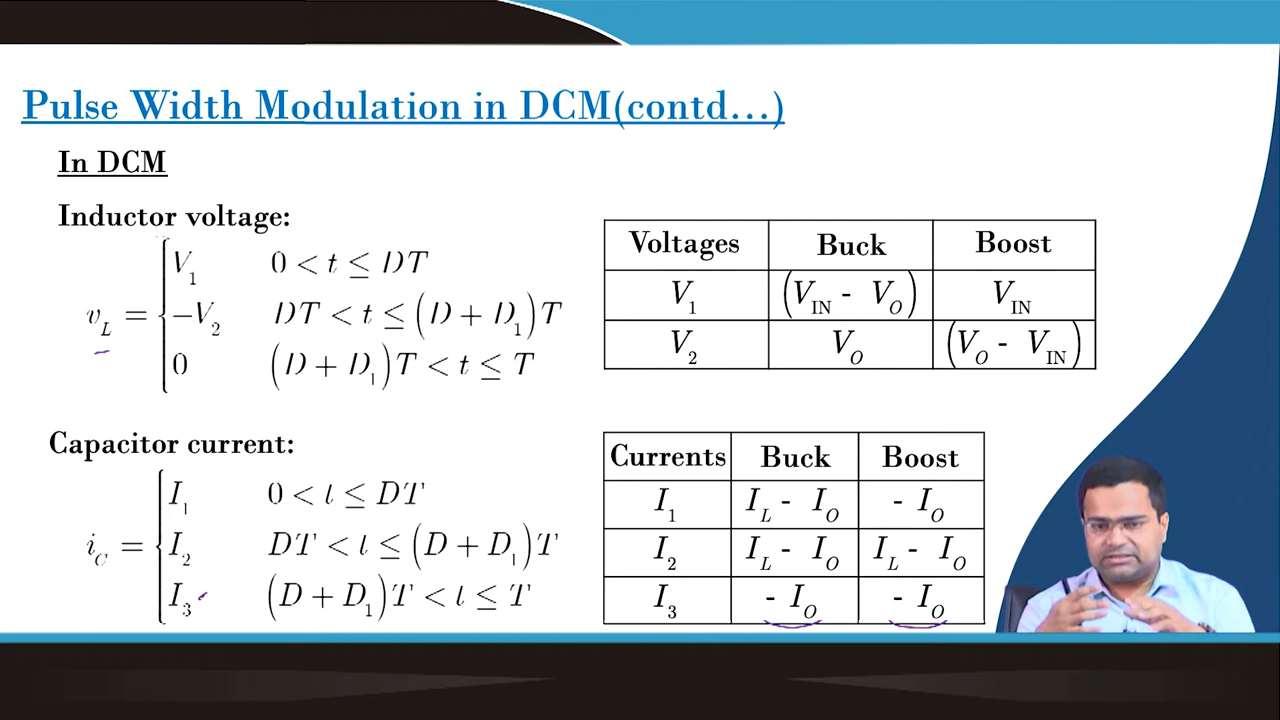 Pulse Width Modulation in DCM(contd...)
In DCM
Inductor voltage:
v_L = { V_1 0 < t ≤ DT
−V_2 DT < t ≤ (D + D_1)T
0 (D + D_1)T < t ≤ T
Voltages Buck Boost
V_1 (V_IN - V_O) V_IN
V_2 V_O (V_O - V_IN)
Capacitor current:
i_C = { I_1 0 < t ≤ DT
I_2 DT < t ≤ (D + D_1)T
I_3 (D + D_1)T < t ≤ T
Currents Buck Boost
I_1 I_L - I_O - I_O
I_2 I_L - I_O I_L - I_O
I_3 - I_O - I_O